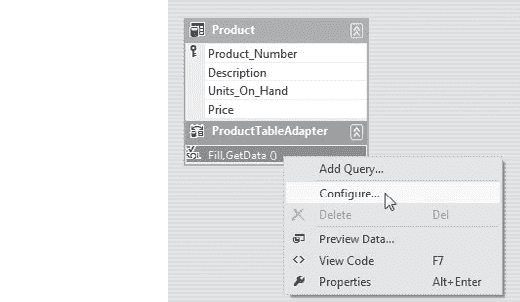 Product
Product_Number
Description
Units_On_Hand
Price
ProductTableAdapter
Fill,GetData ()
Add Query...
Configure...
Delete Del
Preview Data...
View Code F7
Properties Alt+Enter